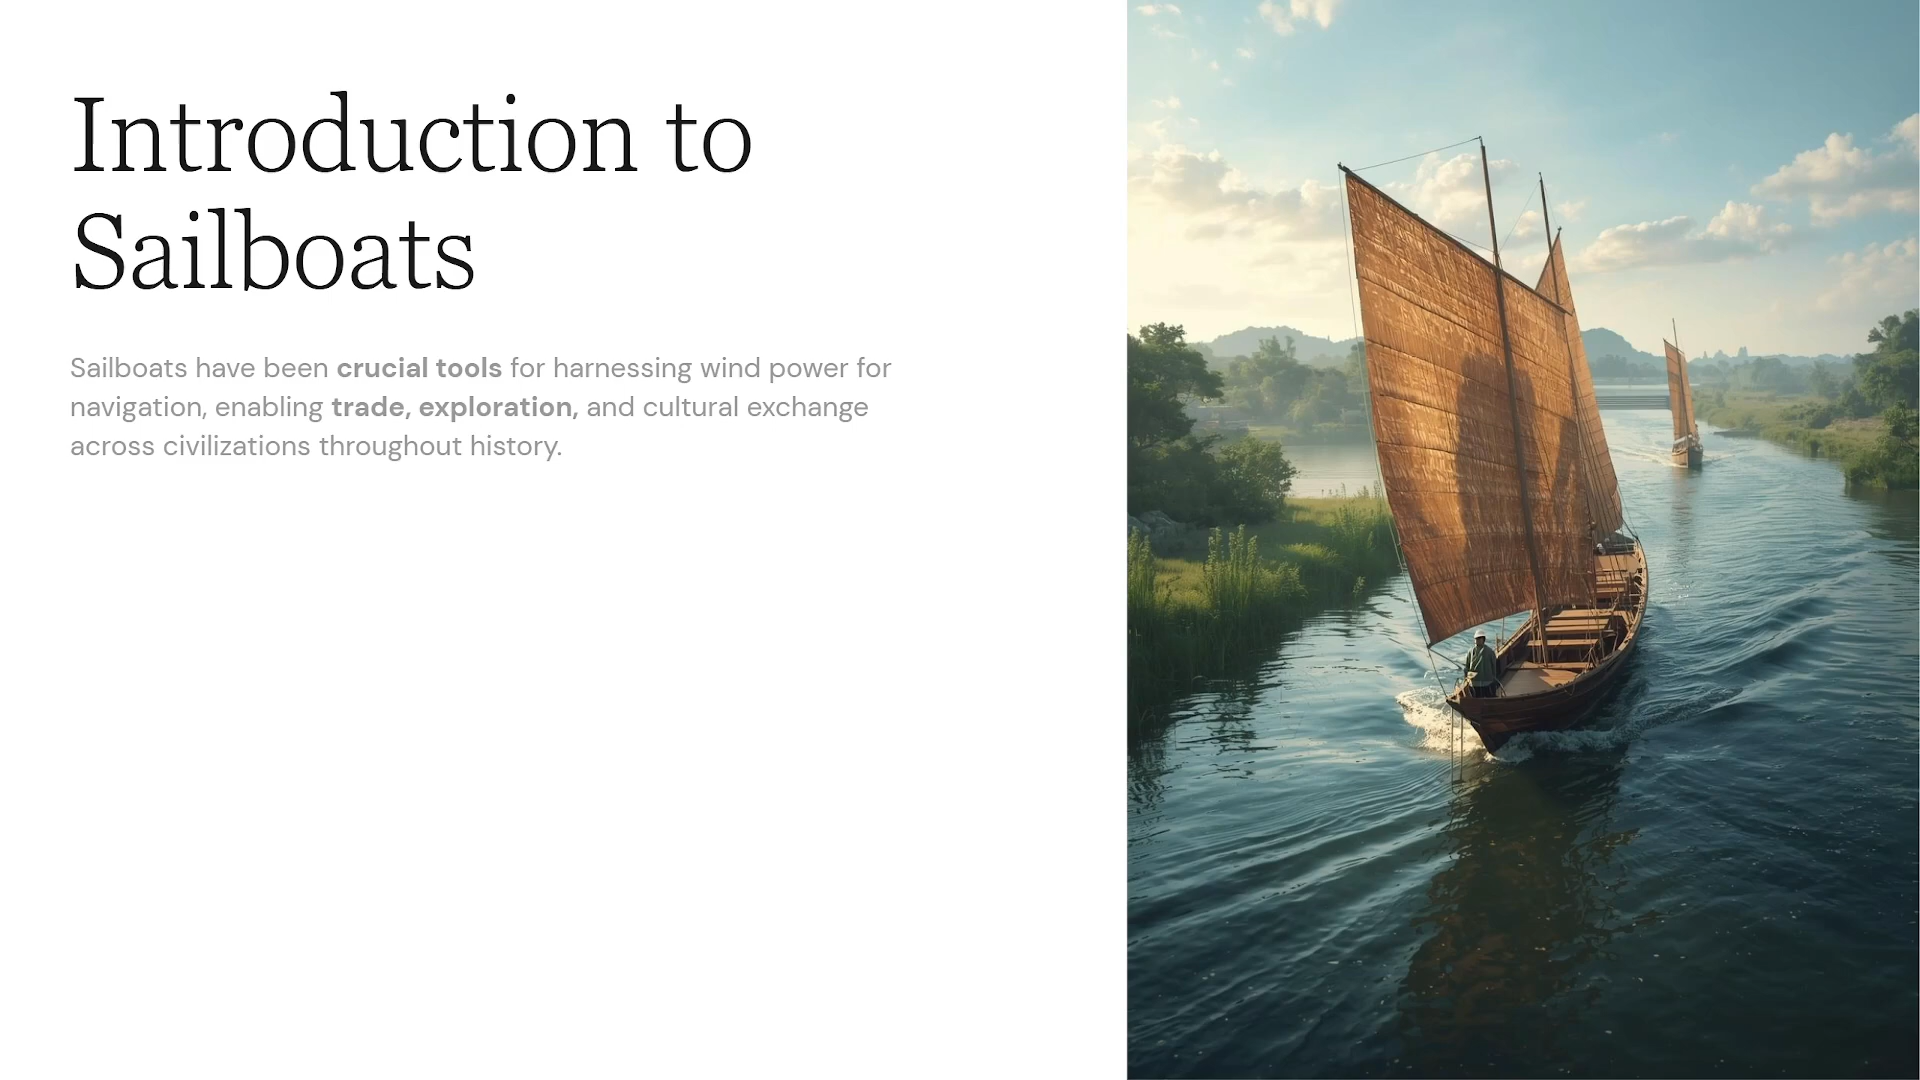 Introduction to
Sailboats
Sailboats have been crucial tools for harnessing wind power for
navigation, enabling trade, exploration, and cultural exchange
across civilizations throughout history.